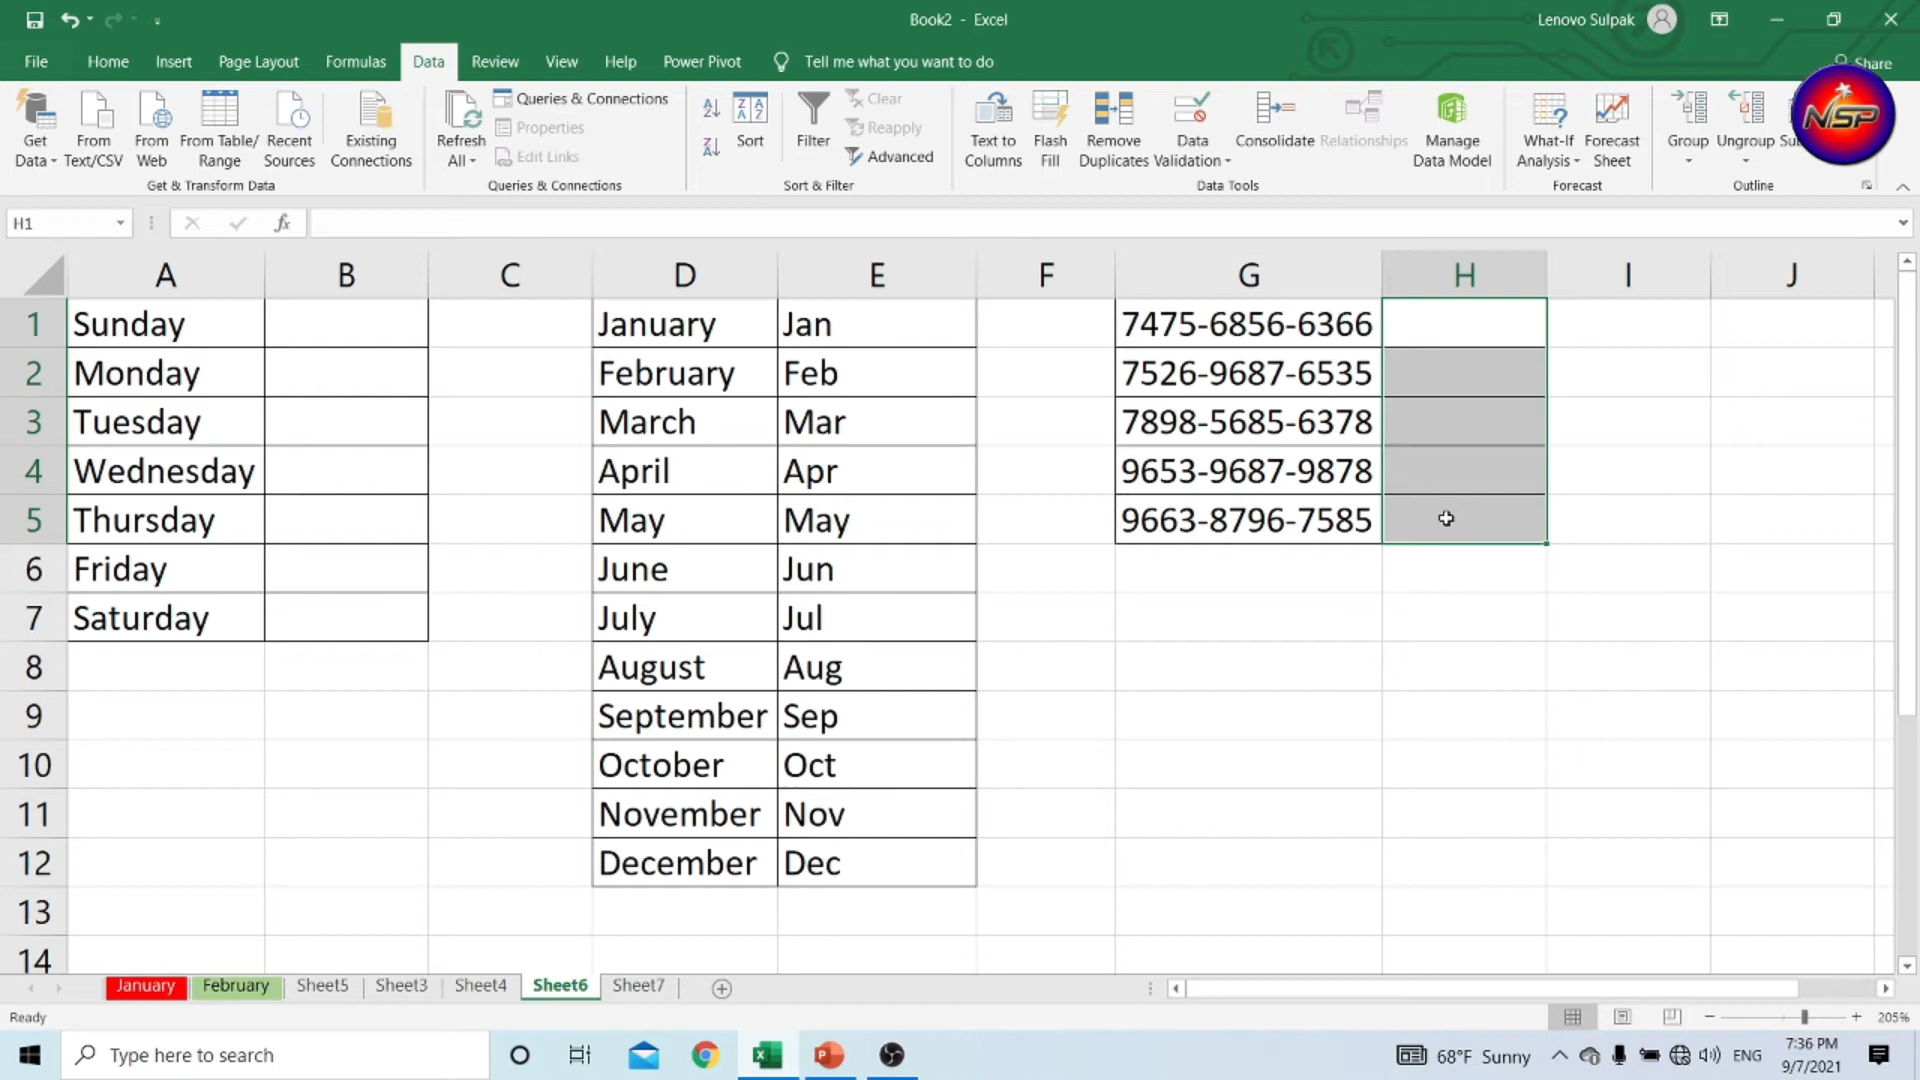 Book2 - Excel
Lenovo Sulpak
File Home Insert Page Layout Formulas Data Review View Help Power Pivot Tell me what you want to do
Share
Get Data
From Text/CSV
From Web
From Table/ Range
Recent Sources
Existing Connections
Get & Transform Data
Refresh All
Queries & Connections
Properties
Edit Links
Queries & Connections
Sort
Filter
Clear
Reapply
Advanced
Sort & Filter
Text to Columns
Flash Fill
Remove Duplicates
Data Validation
Consolidate
Relationships
Manage Data Model
Data Tools
What-If Analysis
Forecast Sheet
Forecast
Group
Ungroup
Outline
NSP
H1
fx
A B C D E F G H I J
1 Sunday January Jan 7475-6856-6366
2 Monday February Feb 7526-9687-6535
3 Tuesday March Mar 7898-5685-6378
4 Wednesday April Apr 9653-9687-9878
5 Thursday May May 9663-8796-7585
6 Friday June Jun
7 Saturday July Jul
8 August Aug
9 September Sep
10 October Oct
11 November Nov
12 December Dec
13
14
January February Sheet5 Sheet3 Sheet4 Sheet6 Sheet7
Ready
205%
Type here to search
68°F Sunny
ENG
7:36 PM
9/7/2021